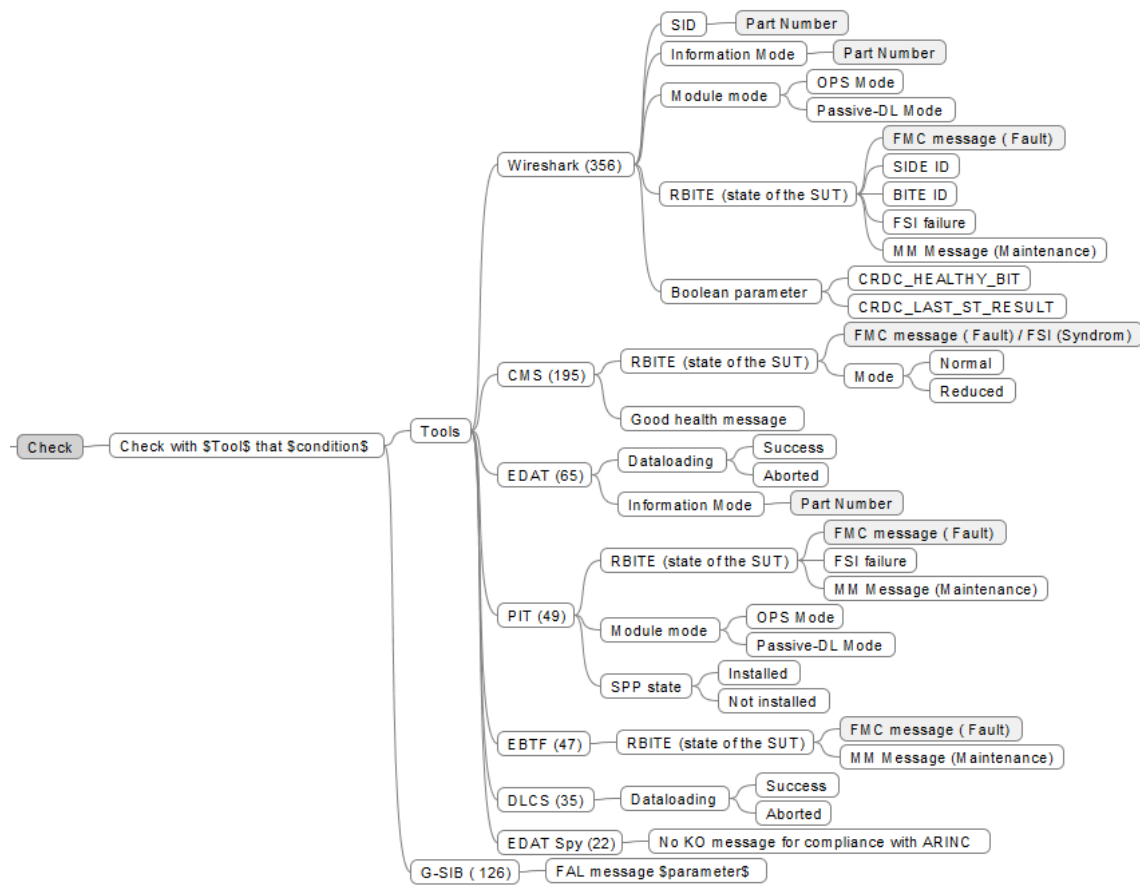 Check
Check with $Tool$ that $condition$
Tools
Wireshark (356)
SID
Part Number
Information Mode
Part Number
Module mode
OPS Mode
Passive-DL Mode
RBITE (state of the SUT)
FMC message ( Fault)
SIDE ID
BITE ID
FSI failure
MM Message (Maintenance)
Boolean parameter
CRDC_HEALTHY_BIT
CRDC_LAST_ST_RESULT
CMS (195)
RBITE (state of the SUT)
FMC message ( Fault) / FSI (Syndrom)
Mode
Normal
Reduced
Good health message
EDAT (65)
Dataloading
Success
Aborted
Information Mode
Part Number
PIT (49)
RBITE (state of the SUT)
FMC message ( Fault)
FSI failure
MM Message (Maintenance)
Module mode
OPS Mode
Passive-DL Mode
SPP state
Installed
Not installed
EBTF (47)
RBITE (state of the SUT)
FMC message ( Fault)
MM Message (Maintenance)
DLCS (35)
Dataloading
Success
Aborted
EDAT Spy (22)
No KO message for compliance with ARINC
G-SIB ( 126)
FAL message $parameter$